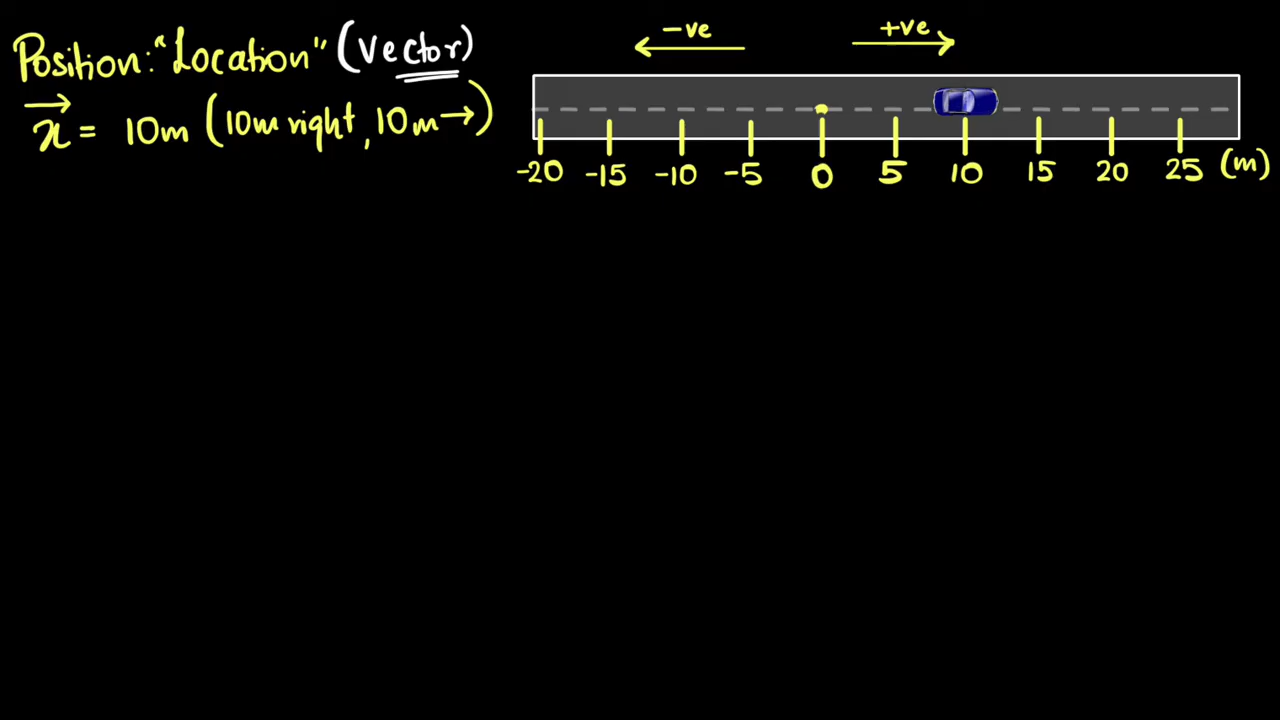 Position: "Location" (Vector)
x⃗ = 10m (10m right, 10m →)
-ve +ve
-20 -15 -10 -5 0 5 10 15 20 25 (m)